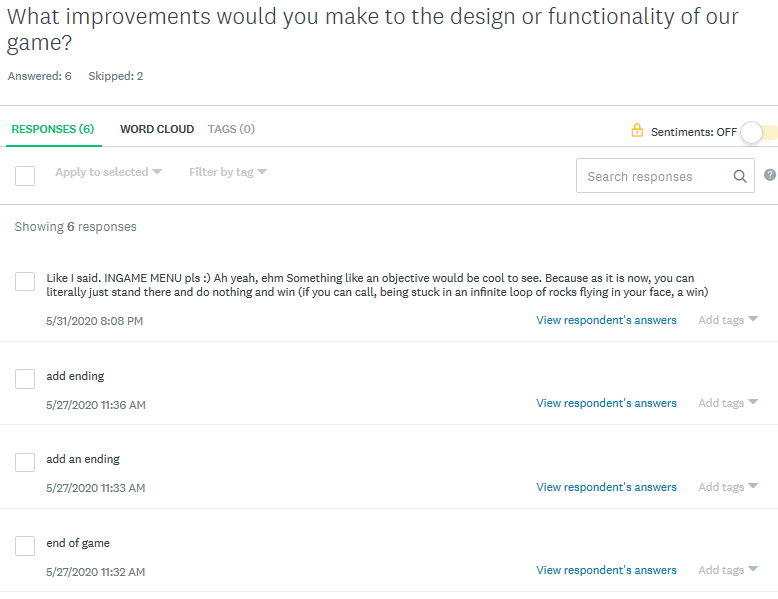 What improvements would you make to the design or functionality of our
game?
Answered: 6 Skipped: 2
RESPONSES (6) WORD CLOUD TAGS (0) Sentiments: OFF
Apply to selected Filter by tag Search responses ?
Showing 6 responses
Like I said. INGAME MENU pls :) Ah yeah, ehm Something like an objective would be cool to see. Because as it is now, you can
literally just stand there and do nothing and win (if you can call, being stuck in an infinite loop of rocks flying in your face, a win)
5/31/2020 8:08 PM View respondent's answers Add tags
add ending
5/27/2020 11:36 AM View respondent's answers Add tags
add an ending
5/27/2020 11:33 AM View respondent's answers Add tags
end of game
5/27/2020 11:32 AM View respondent's answers Add tags